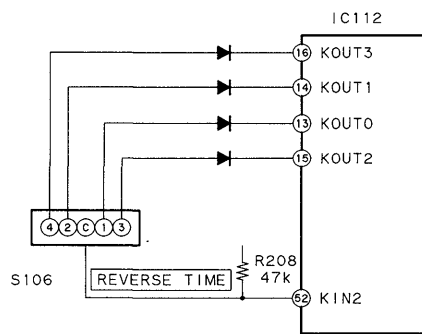 IC112
16 KOUT3
14 KOUT1
13 KOUT0
15 KOUT2
4 2 C 1 3
S106
REVERSE TIME
R208
47k
52 KIN2